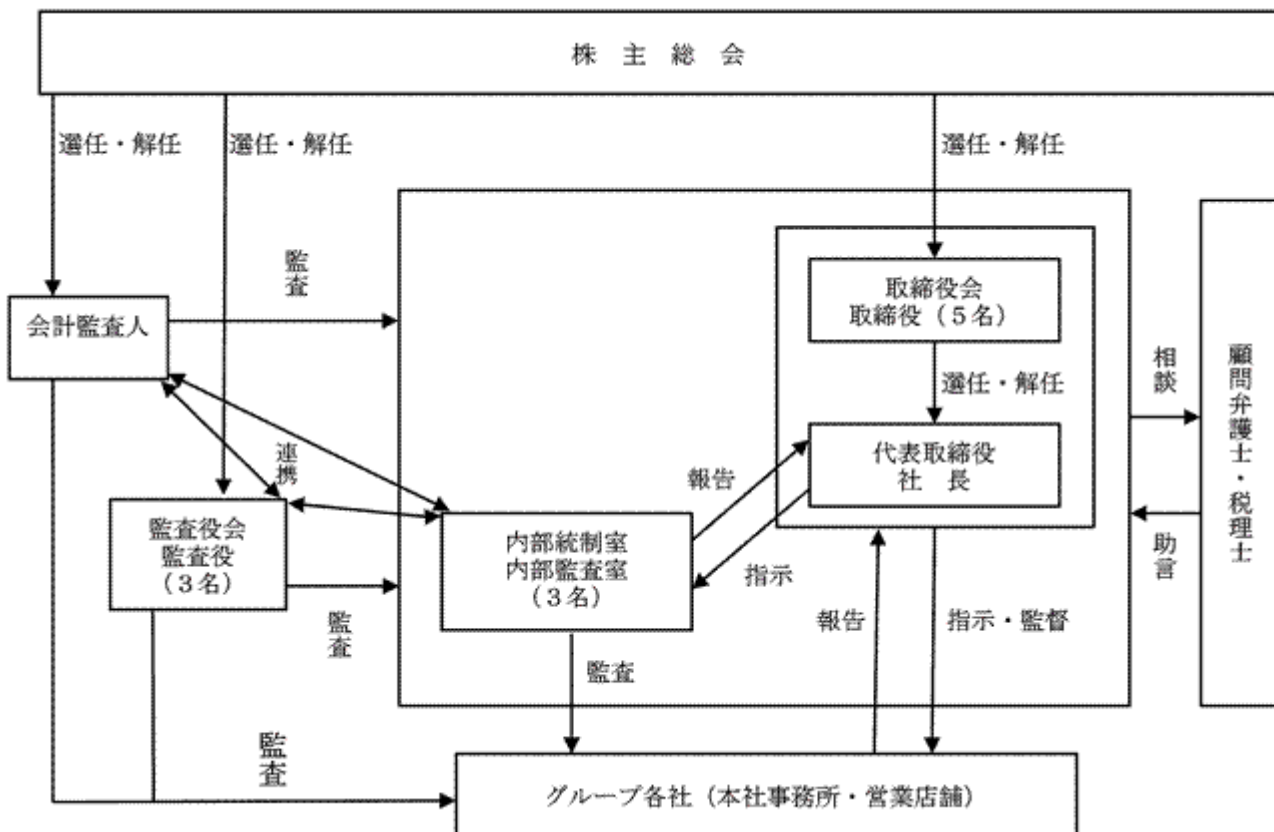 株主総会
選任・解任
選任・解任
選任・解任
監査
会計監査人
取締役会
取締役（５名）
選任・解任
代表取締役
社　長
相談
顧問弁護士・税理士
助言
連携
報告
指示
監査役会
監査役
（３名）
内部統制室
内部監査室
（３名）
監査
監査
報告
指示・監督
監査
グループ各社（本社事務所・営業店舗）